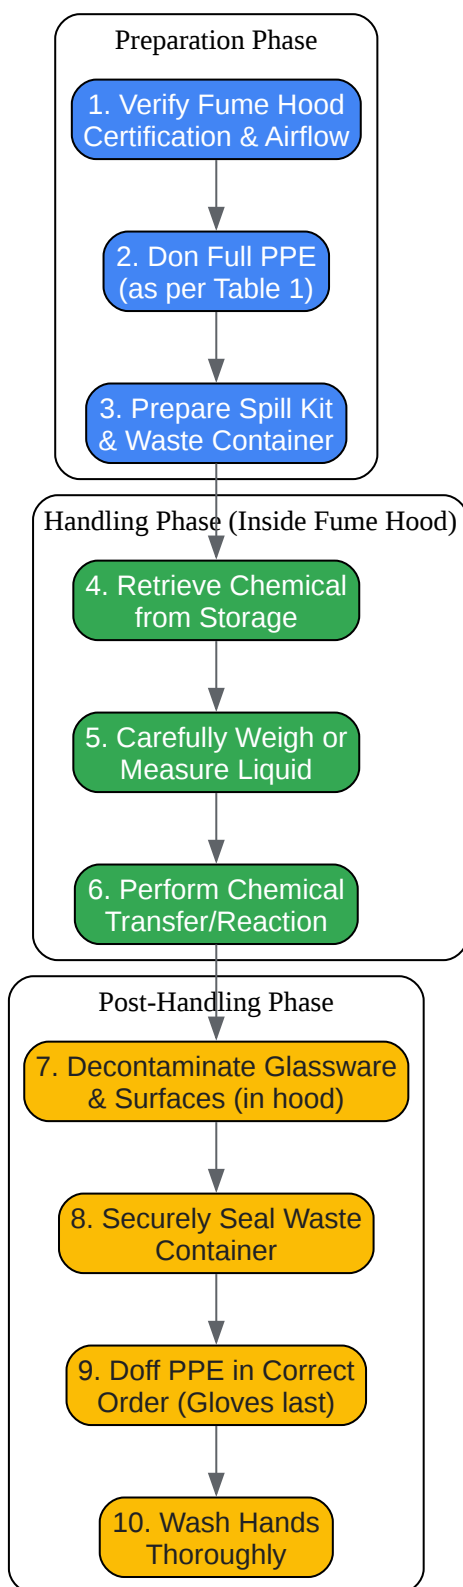 Preparation Phase
1. Verify Fume Hood
Certification & Airflow
2. Don Full PPE
(as per Table 1)
3. Prepare Spill Kit
& Waste Container
Handling Phase (Inside Fume Hood)
4. Retrieve Chemical
from Storage
5. Carefully Weigh or
Measure Liquid
6. Perform Chemical
Transfer/Reaction
Post-Handling Phase
7. Decontaminate Glassware
& Surfaces (in hood)
8. Securely Seal Waste
Container
9. Doff PPE in Correct
Order (Gloves last)
10. Wash Hands
Thoroughly